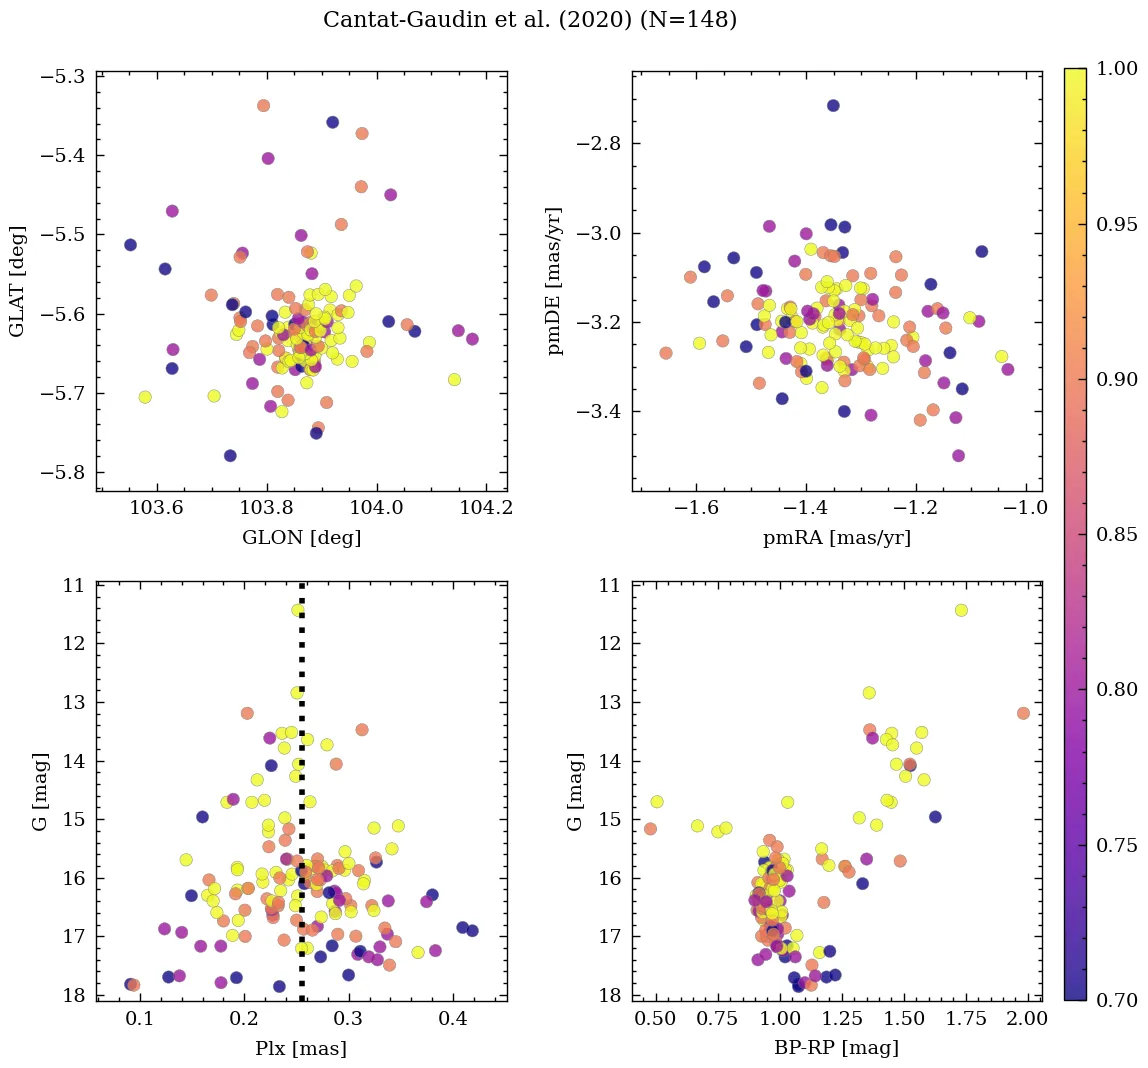 Cantat-Gaudin et al. (2020) (N=148)
−5.3
−5.4
−5.5
−5.6
−5.7
−5.8
GLAT [deg]
103.6 103.8 104.0 104.2
GLON [deg]
−2.8
−3.0
−3.2
−3.4
pmDE [mas/yr]
−1.6 −1.4 −1.2 −1.0
pmRA [mas/yr]
1.00
0.95
0.90
0.85
0.80
0.75
0.70
11
12
13
14
15
16
17
18
G [mag]
0.1 0.2 0.3 0.4
Plx [mas]
11
12
13
14
15
16
17
18
G [mag]
0.50 0.75 1.00 1.25 1.50 1.75 2.00
BP-RP [mag]